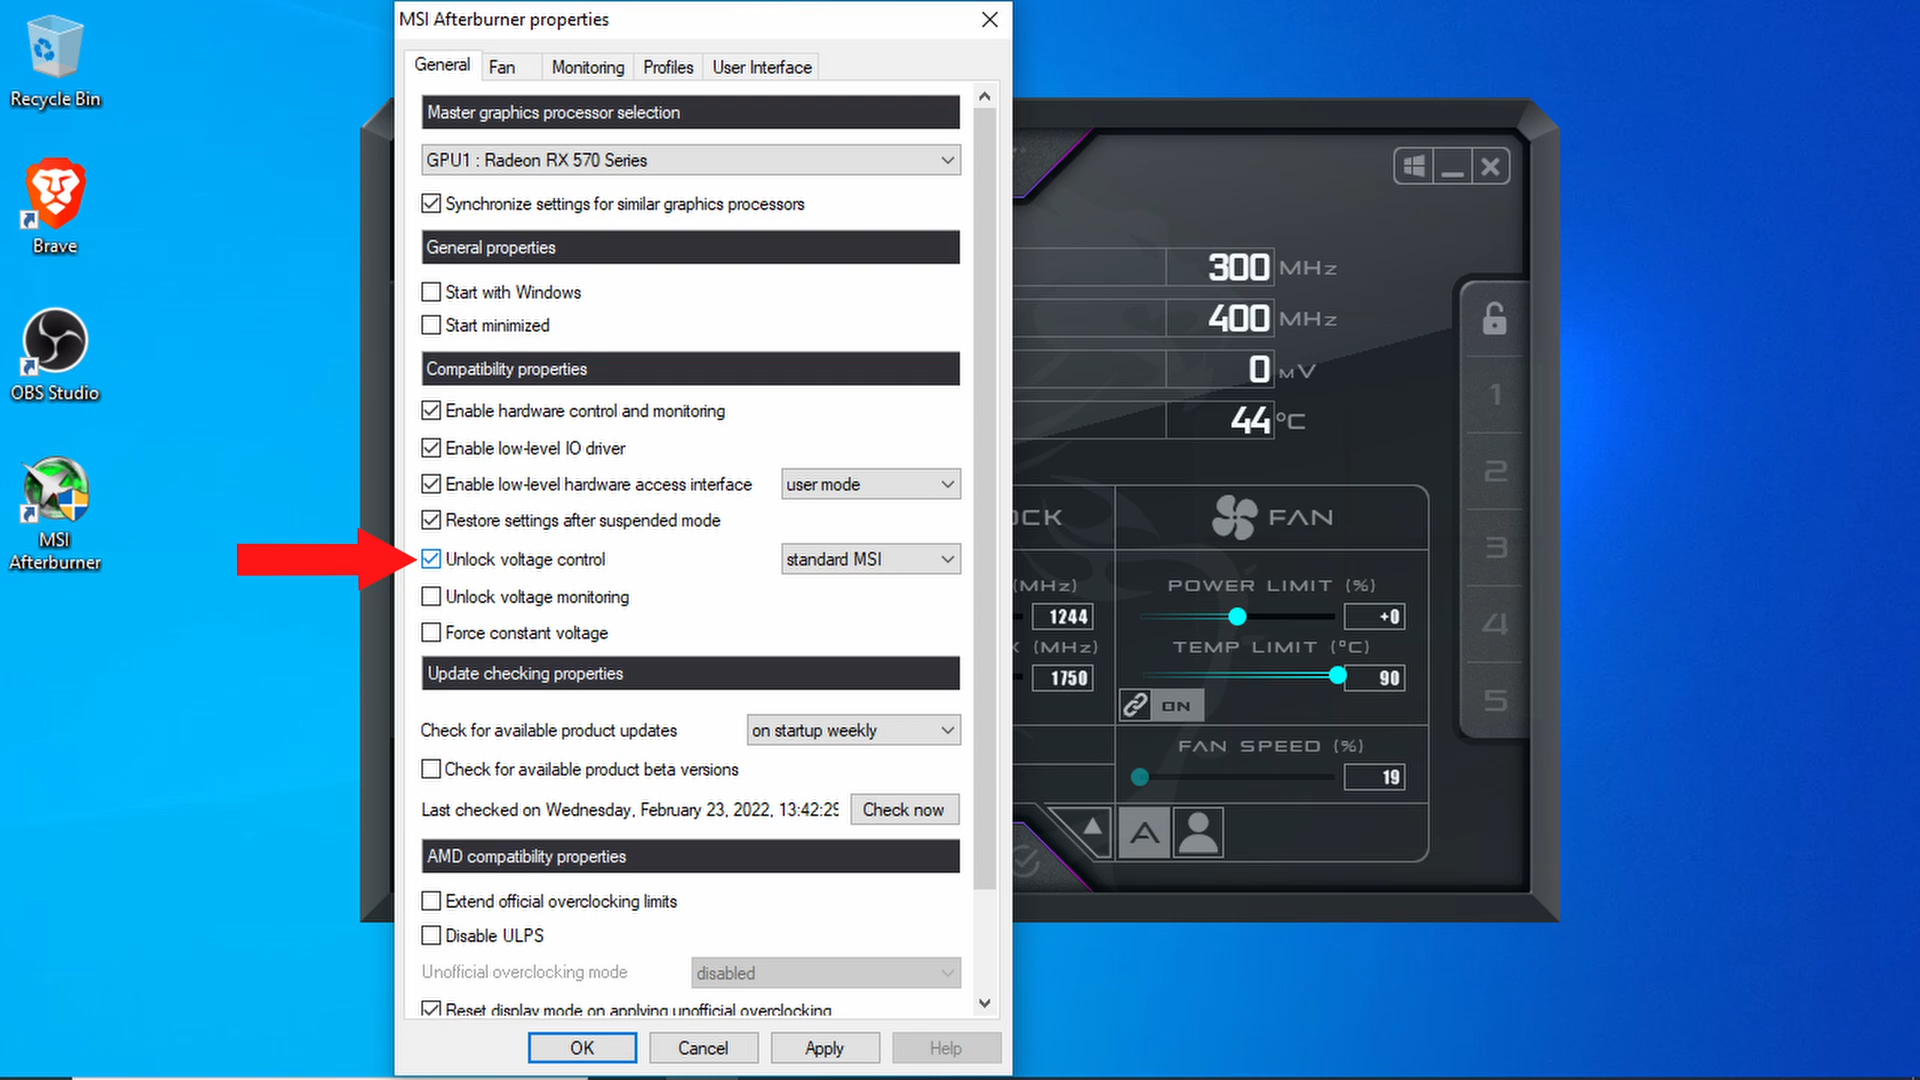 Recycle Bin
Brave
OBS Studio
MSI
Afterburner
MSI Afterburner properties
General Fan Monitoring Profiles User Interface
Master graphics processor selection
GPU1 : Radeon RX 570 Series
Synchronize settings for similar graphics processors
General properties
Start with Windows
Start minimized
Compatibility properties
Enable hardware control and monitoring
Enable low-level IO driver
Enable low-level hardware access interface user mode
Restore settings after suspended mode
Unlock voltage control standard MSI
Unlock voltage monitoring
Force constant voltage
Update checking properties
Check for available product updates on startup weekly
Check for available product beta versions
Last checked on Wednesday, February 23, 2022, 13:42:29 Check now
AMD compatibility properties
Extend official overclocking limits
Disable ULPS
Unofficial overclocking mode disabled
Reset display mode on applying unofficial overclocking
OK Cancel Apply Help
300 MHz
400 MHz
0 MV
44 °C
OCK
FAN
(MHz)
1244
(MHz)
1750
POWER LIMIT (%)
+0
TEMP LIMIT (°C)
90
ON
FAN SPEED (%)
19
A
1
2
3
4
5